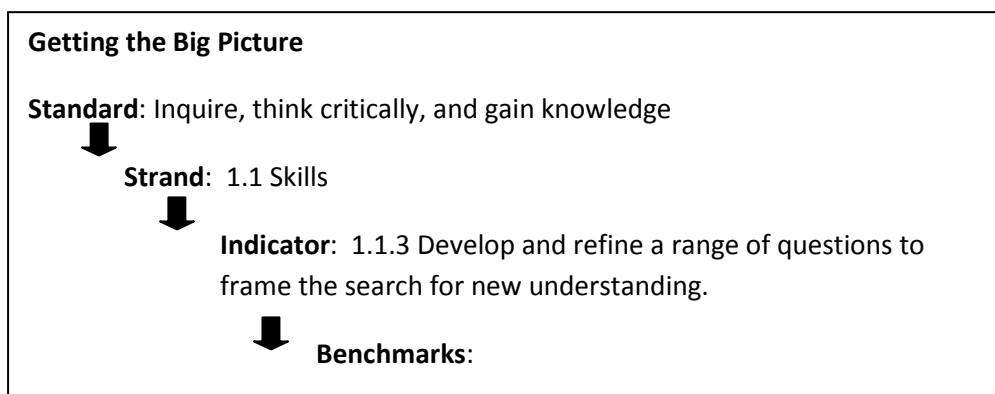 Getting the Big Picture
Standard: Inquire, think critically, and gain knowledge
Strand:  1.1 Skills
Indicator:  1.1.3 Develop and refine a range of questions to
frame the search for new understanding.
Benchmarks: